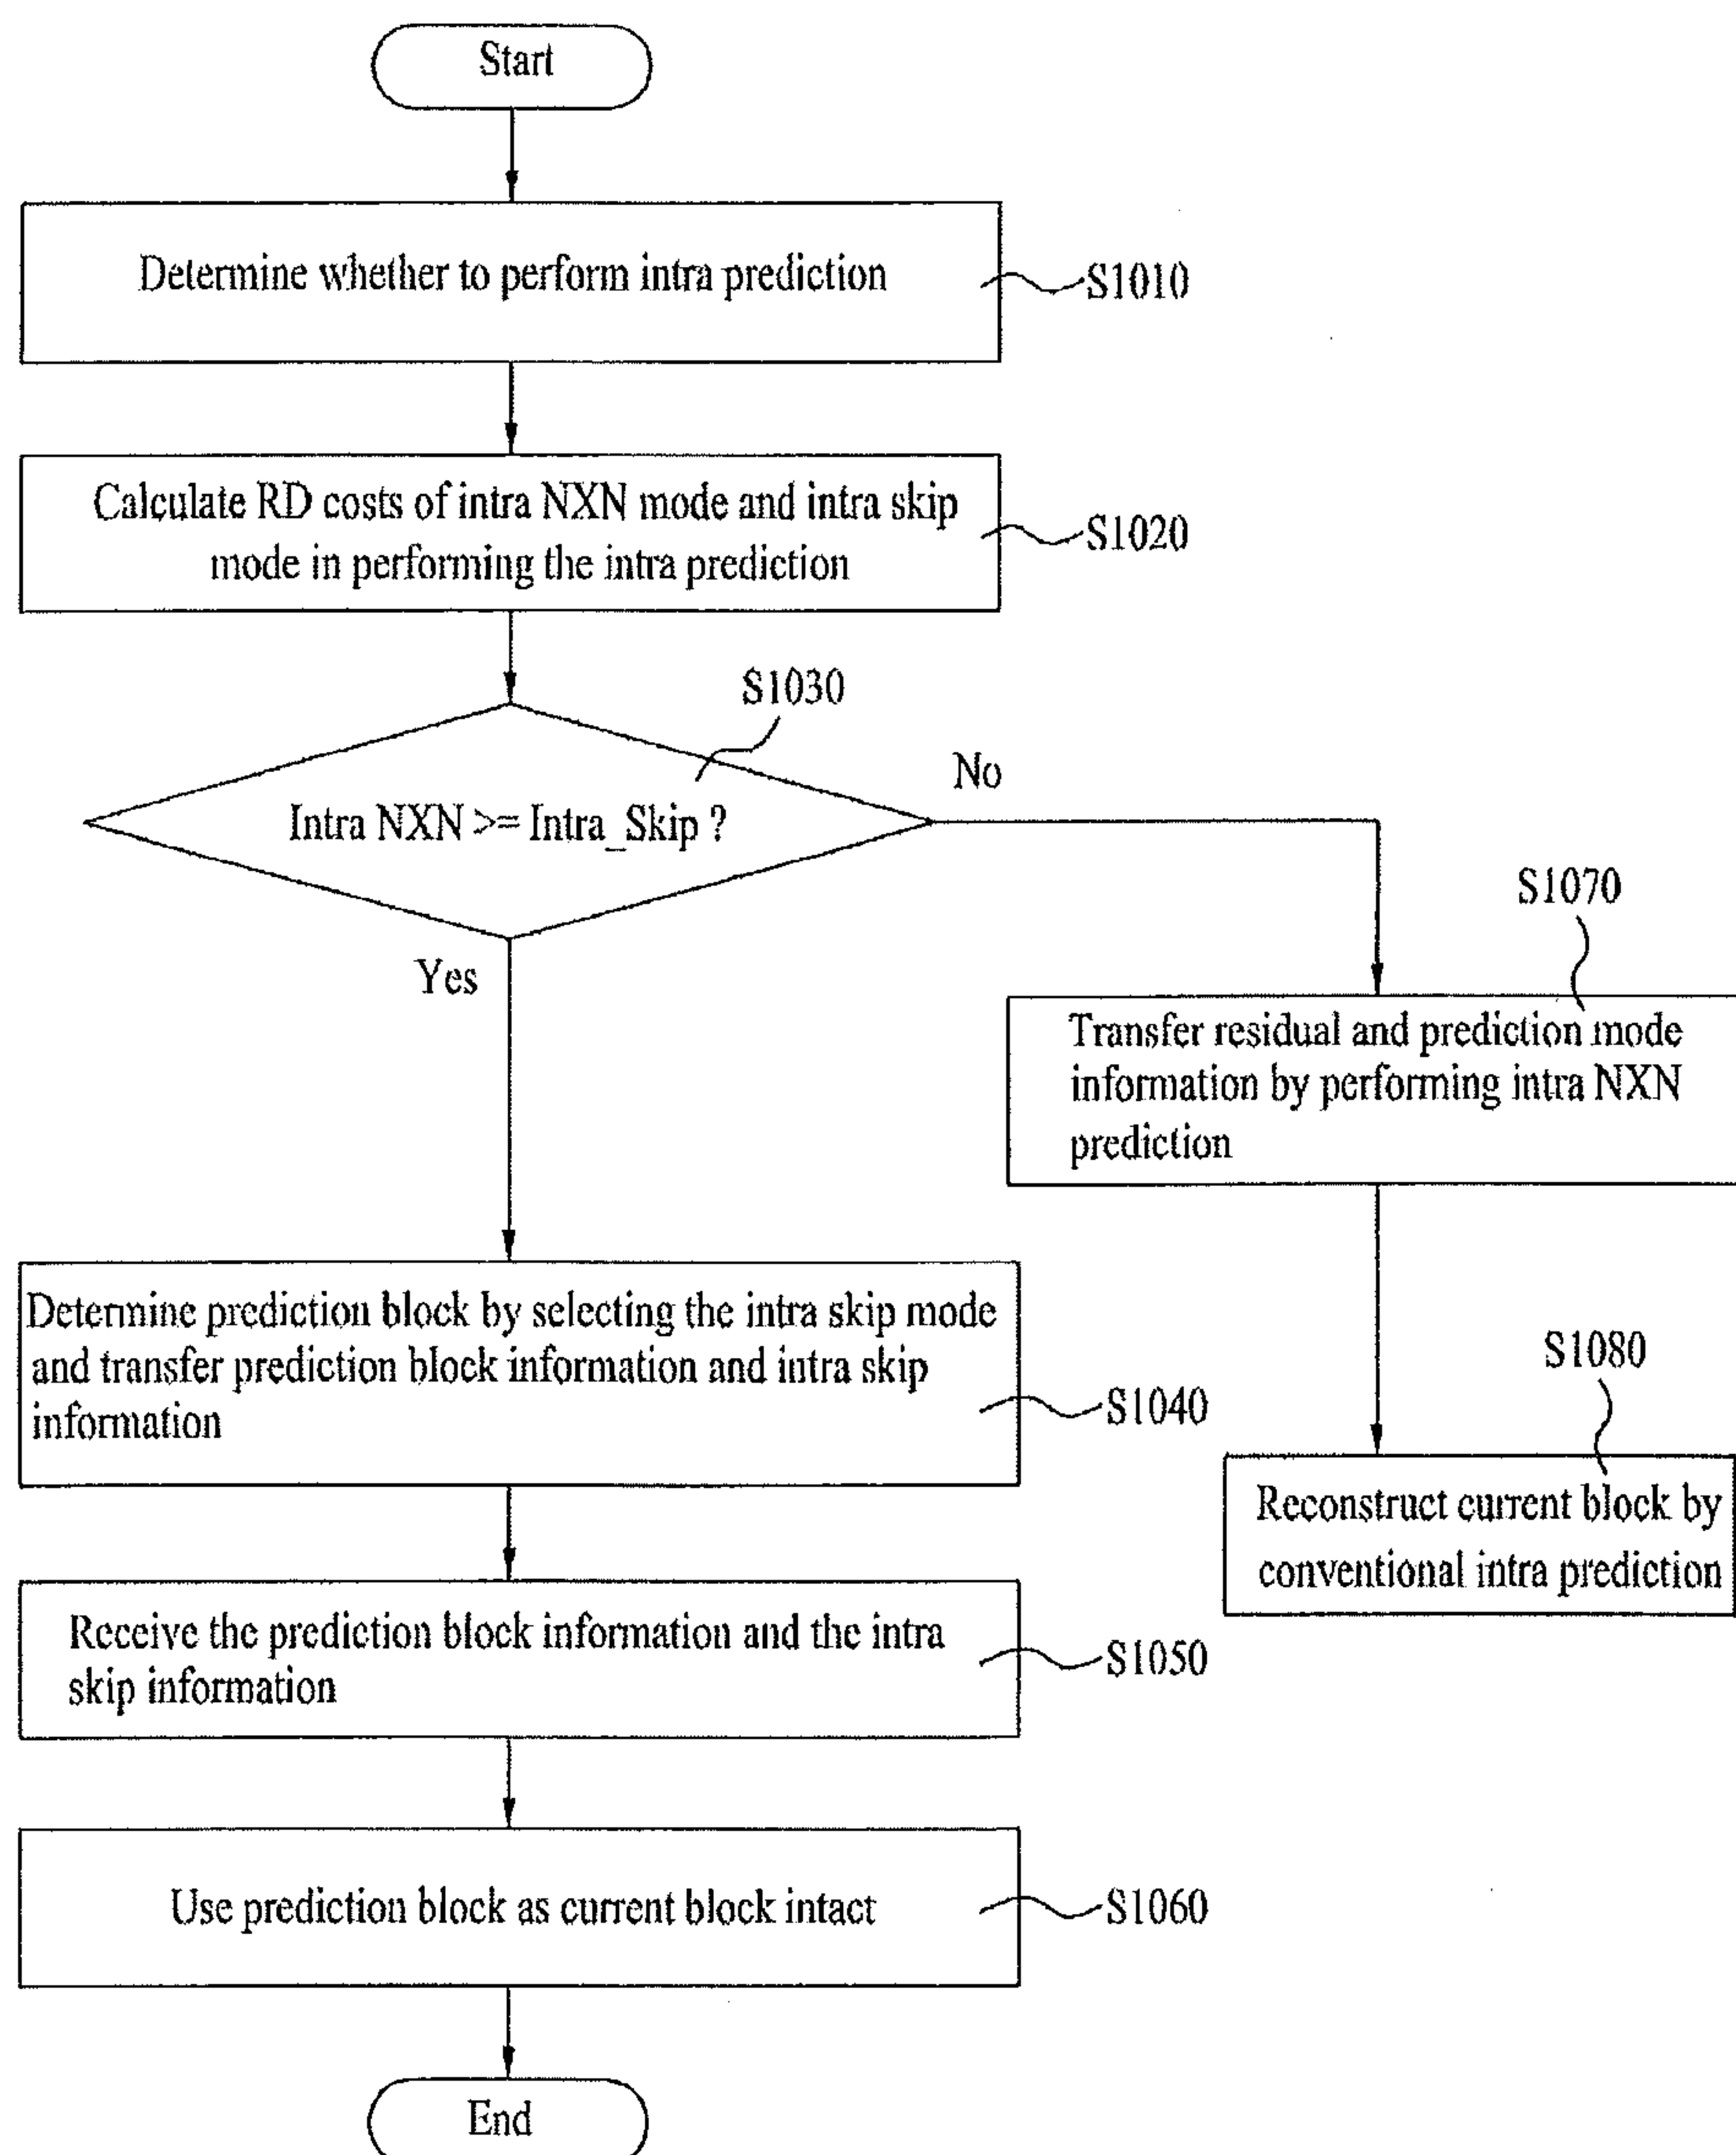 Start
Determine whether to perform intra prediction
S1010
Calculate RD costs of intra NXN mode and intra skip
mode in performing the intra prediction
S1020
S1030
Intra NXN >= Intra_Skip ?
No
Yes
S1070
Transfer residual and prediction mode
information by performing intra NXN
prediction
Determine prediction block by selecting the intra skip mode
and transfer prediction block information and intra skip
information
S1040
S1080
Reconstruct current block by
conventional intra prediction
Receive the prediction block information and the intra
skip information
S1050
Use prediction block as current block intact
S1060
End